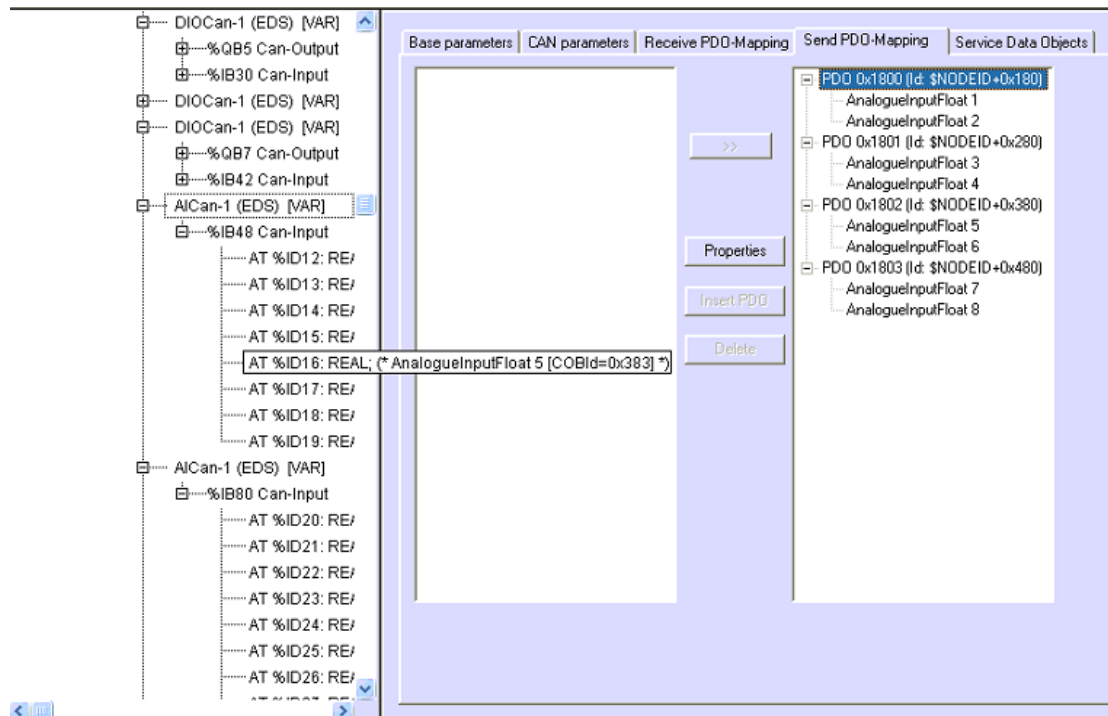 DIOCan-1 (EDS) [VAR]
%QB5 Can-Output
%IB30 Can-Input
DIOCan-1 (EDS) [VAR]
DIOCan-1 (EDS) [VAR]
%QB7 Can-Output
%IB42 Can-Input
AICan-1 (EDS) [VAR]
%IB48 Can-Input
AT %ID12: RE
AT %ID13: RE
AT %ID14: RE
AT %ID15: RE
AT %ID16: REAL; (* AnalogueInputFloat 5 [COBId=0x383] *)
AT %ID17: RE
AT %ID18: RE
AT %ID19: RE
AICan-1 (EDS) [VAR]
%IB80 Can-Input
AT %ID20: RE
AT %ID21: RE
AT %ID22: RE
AT %ID23: RE
AT %ID24: RE
AT %ID25: RE
AT %ID26: RE
Base parameters
CAN parameters
Receive PDO-Mapping
Send PDO-Mapping
Service Data Objects
>>
Properties
Insert PDO
Delete
PDO 0x1800 (Id: $NODEID+0x180)
AnalogueInputFloat 1
AnalogueInputFloat 2
PDO 0x1801 (Id: $NODEID+0x280)
AnalogueInputFloat 3
AnalogueInputFloat 4
PDO 0x1802 (Id: $NODEID+0x380)
AnalogueInputFloat 5
AnalogueInputFloat 6
PDO 0x1803 (Id: $NODEID+0x480)
AnalogueInputFloat 7
AnalogueInputFloat 8